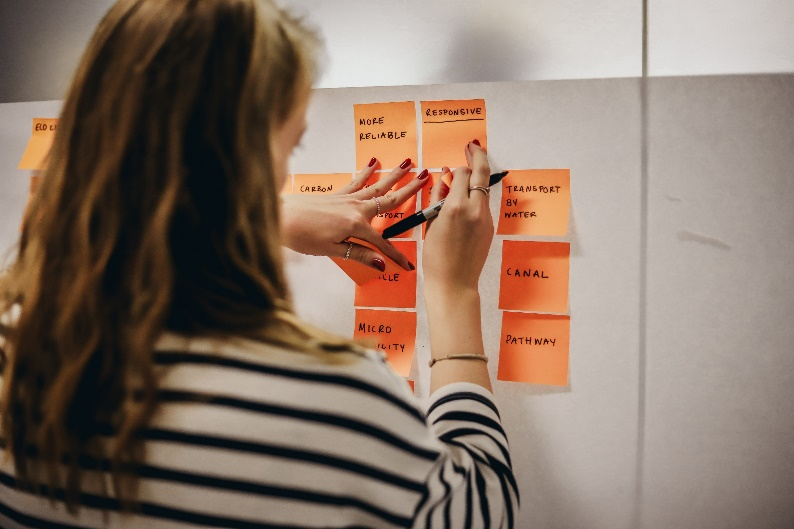 MORE
RELIABLE
RESPONSIVE
CARBON
TRANSPORT
BY
WATER
CANAL
MICRO
PATHWAY